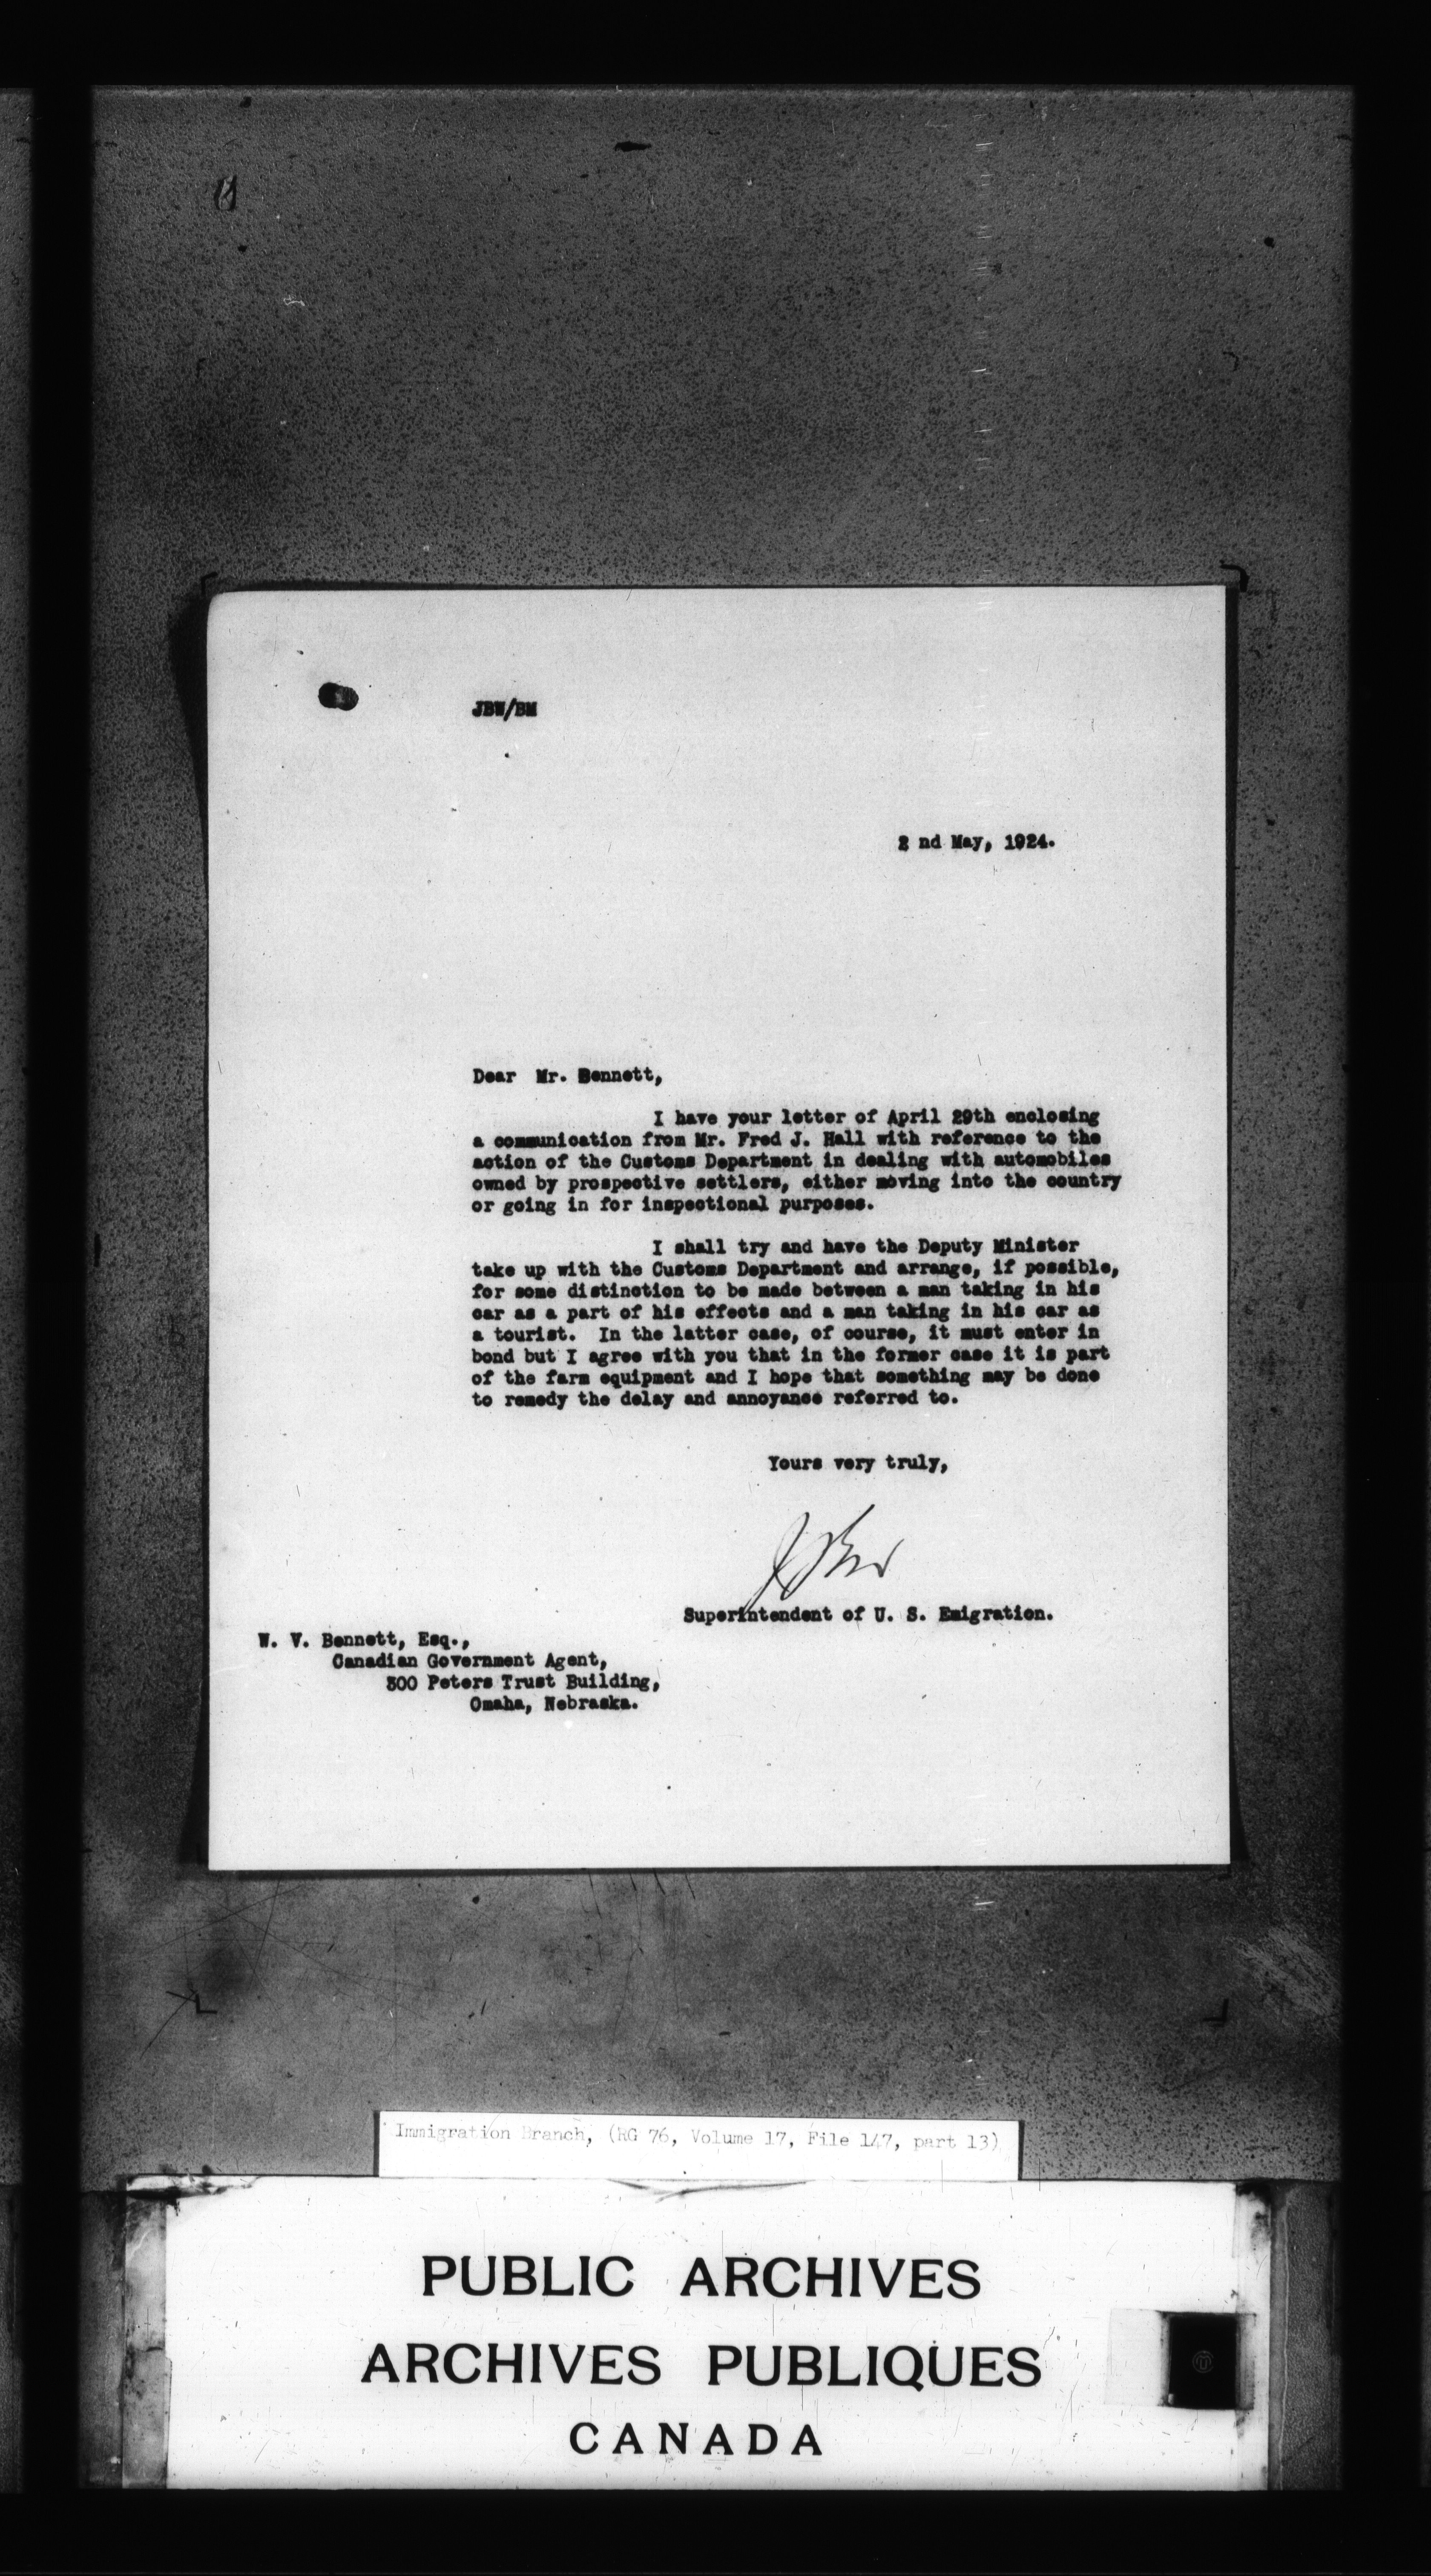 JBW/BM
2 nd May, 1924.
Dear Mr. Bennett,
I have your letter of April 29th enclosing
a communication from Mr. Fred J. Hall with reference to the
action of the Customs Department in dealing with automobiles
owned by prospective settlers, either moving into the country
or going in for inspectional purposes.
I shall try and have the Deputy Minister
take up with the Customs Department and arrange, if possible,
for some distinction to be made between a man taking in his
car as a part of his effects and a man taking in his car as
a tourist. In the latter case, of course, it must enter in
bond but I agree with you that in the former case it is part
of the farm equipment and I hope that something may be done
to remedy the delay and annoyance referred to.
Yours very truly,
Superintendent of U. S. Emigration.
W. V. Bennett, Esq.,
Canadian Government Agent,
300 Peters Trust Building,
Omaha, Nebraska.
Immigration Branch, (RG 76, Volume 17, File 147, part 13)
PUBLIC ARCHIVES
ARCHIVES PUBLIQUES
CANADA